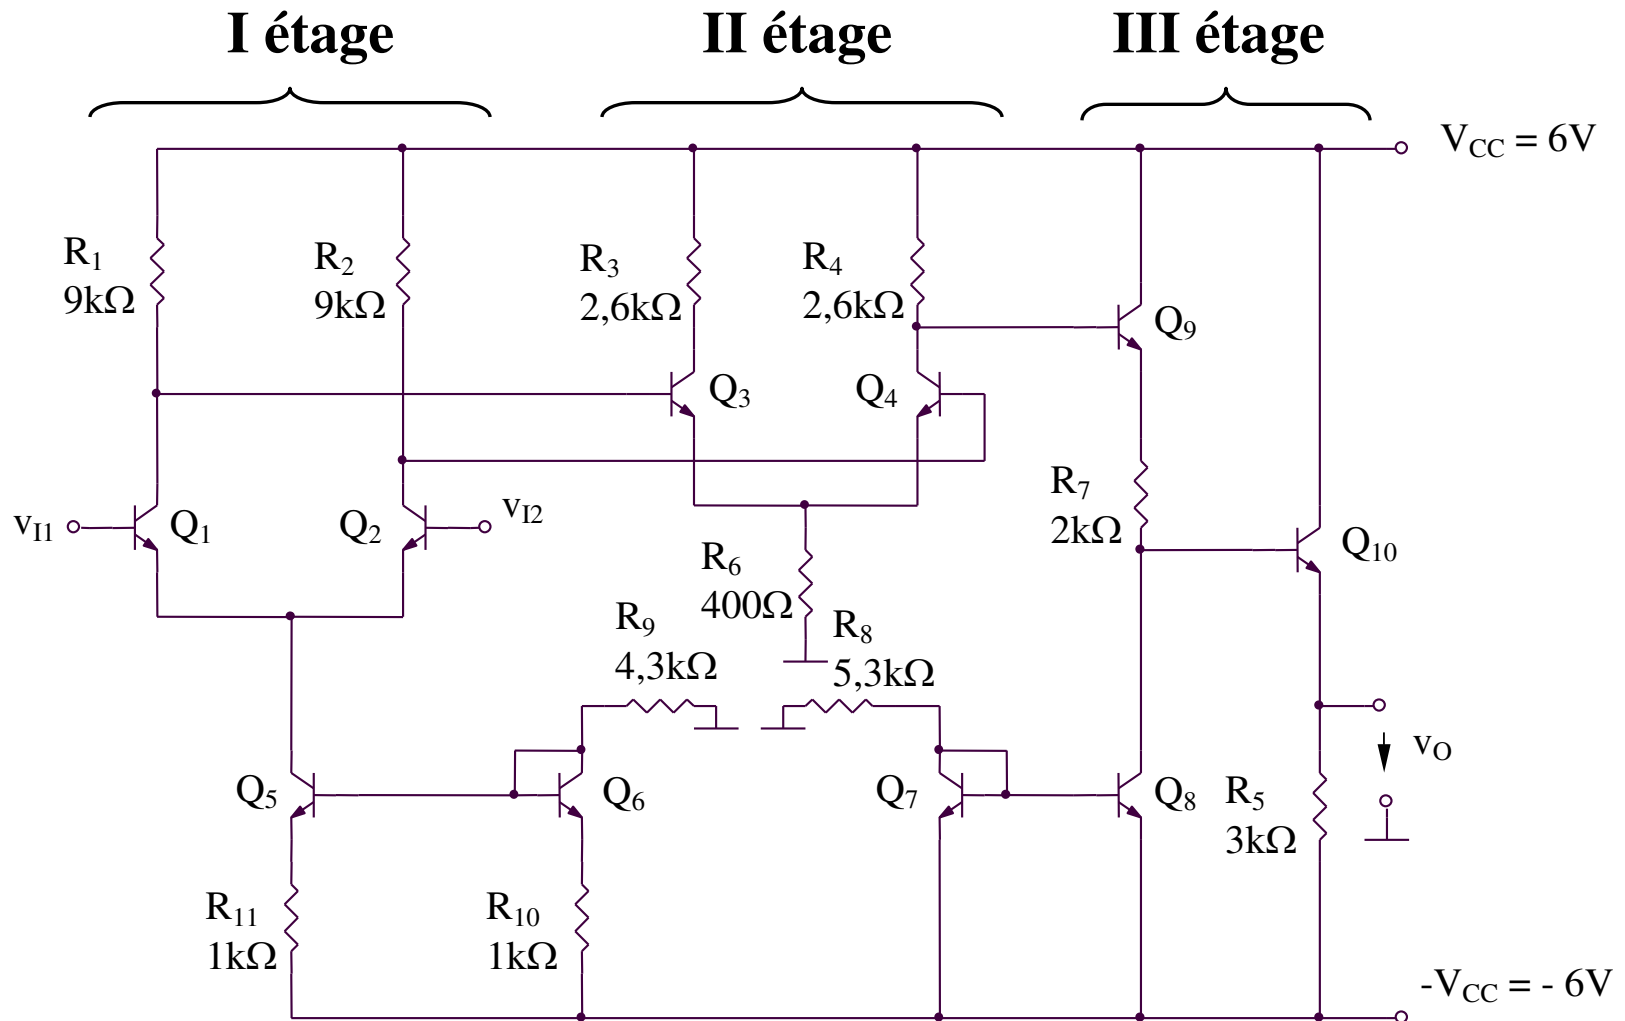 I étage
II étage
III étage
V_CC = 6V
R1
9kΩ
R2
9kΩ
R3
2,6kΩ
R4
2,6kΩ
Q9
Q3
Q4
R7
2kΩ
vI1
Q1
Q2
vI2
Q10
R6
400Ω
R9
4,3kΩ
R8
5,3kΩ
vO
Q5
Q6
Q7
Q8
R5
3kΩ
R11
1kΩ
R10
1kΩ
-V_CC = - 6V